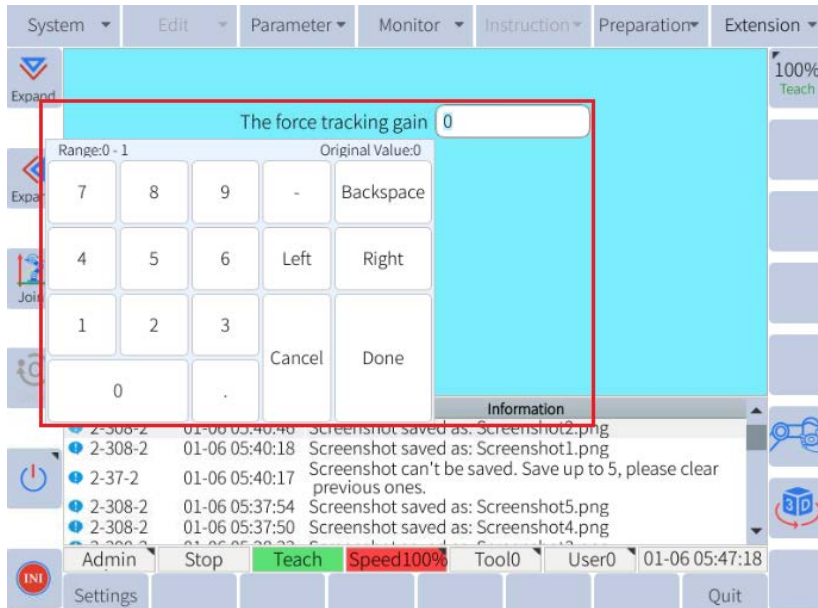 System Edit Parameter Monitor Instruction Preparation Extension
Expand
100%
Teach
The force tracking gain 0
Range:0 - 1 Original Value:0
7 8 9 - Backspace
4 5 6 Left Right
1 2 3
Cancel Done
0 .
Information
2-308-2 01-06 05:40:46 Screenshot saved as: Screenshot2.png
2-308-2 01-06 05:40:18 Screenshot saved as: Screenshot1.png
2-37-2 01-06 05:40:17 Screenshot can't be saved. Save up to 5, please clear
previous ones.
2-308-2 01-06 05:37:54 Screenshot saved as: Screenshot5.png
2-308-2 01-06 05:37:50 Screenshot saved as: Screenshot4.png
Admin Stop Teach Speed100% Tool0 User0 01-06 05:47:18
INI
3D
Settings Quit